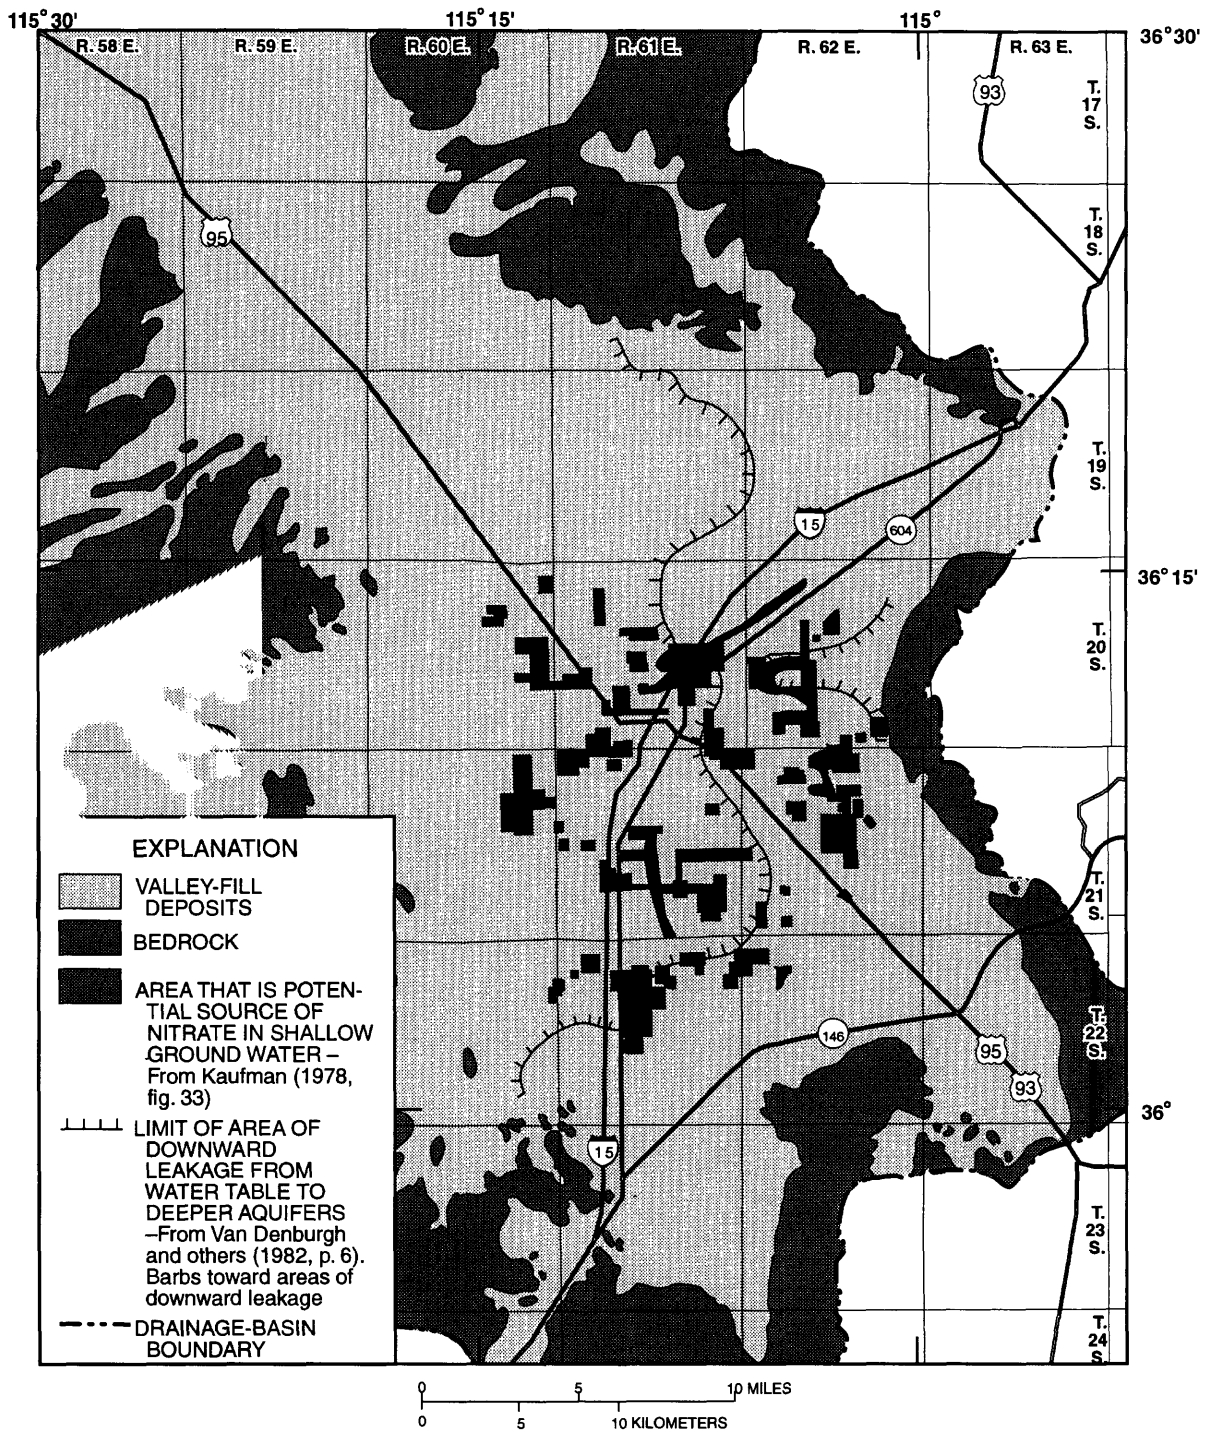 115° 30'
115° 15'
115°
R. 58 E.
R. 59 E.
R. 60 E.
R. 61 E.
R. 62 E.
R. 63 E.
36° 30'
93
T.
17
S.
95
T.
18
S.
T.
19
S.
15
604
36° 15'
T.
20
S.
T.
21
S.
146
T.
22
S.
95
93
36°
15
T.
23
S.
T.
24
S.
EXPLANATION
VALLEY-FILL
DEPOSITS
BEDROCK
AREA THAT IS POTEN-
TIAL SOURCE OF
NITRATE IN SHALLOW
GROUND WATER –
From Kaufman (1978,
fig. 33)
LIMIT OF AREA OF
DOWNWARD
LEAKAGE FROM
WATER TABLE TO
DEEPER AQUIFERS
–From Van Denburgh
and others (1982, p. 6).
Barbs toward areas of
downward leakage
DRAINAGE-BASIN
BOUNDARY
0 5 10 MILES
0 5 10 KILOMETERS